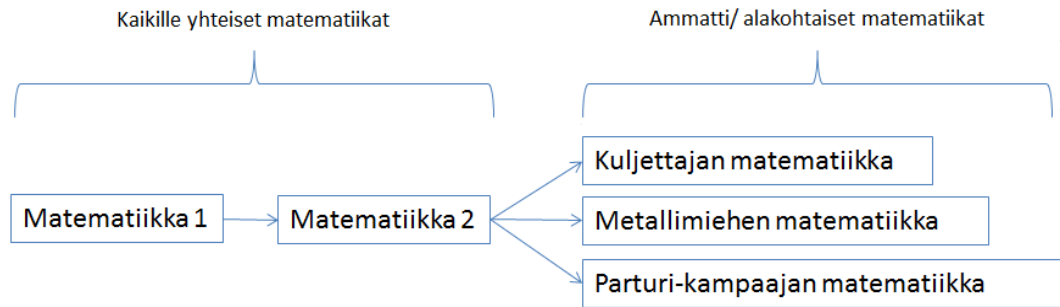 Kaikille yhteiset matematiikat
Ammatti/ alakohtaiset matematiikat
Matematiikka 1
Matematiikka 2
Kuljettajan matematiikka
Metallimiehen matematiikka
Parturi-kampaajan matematiikka